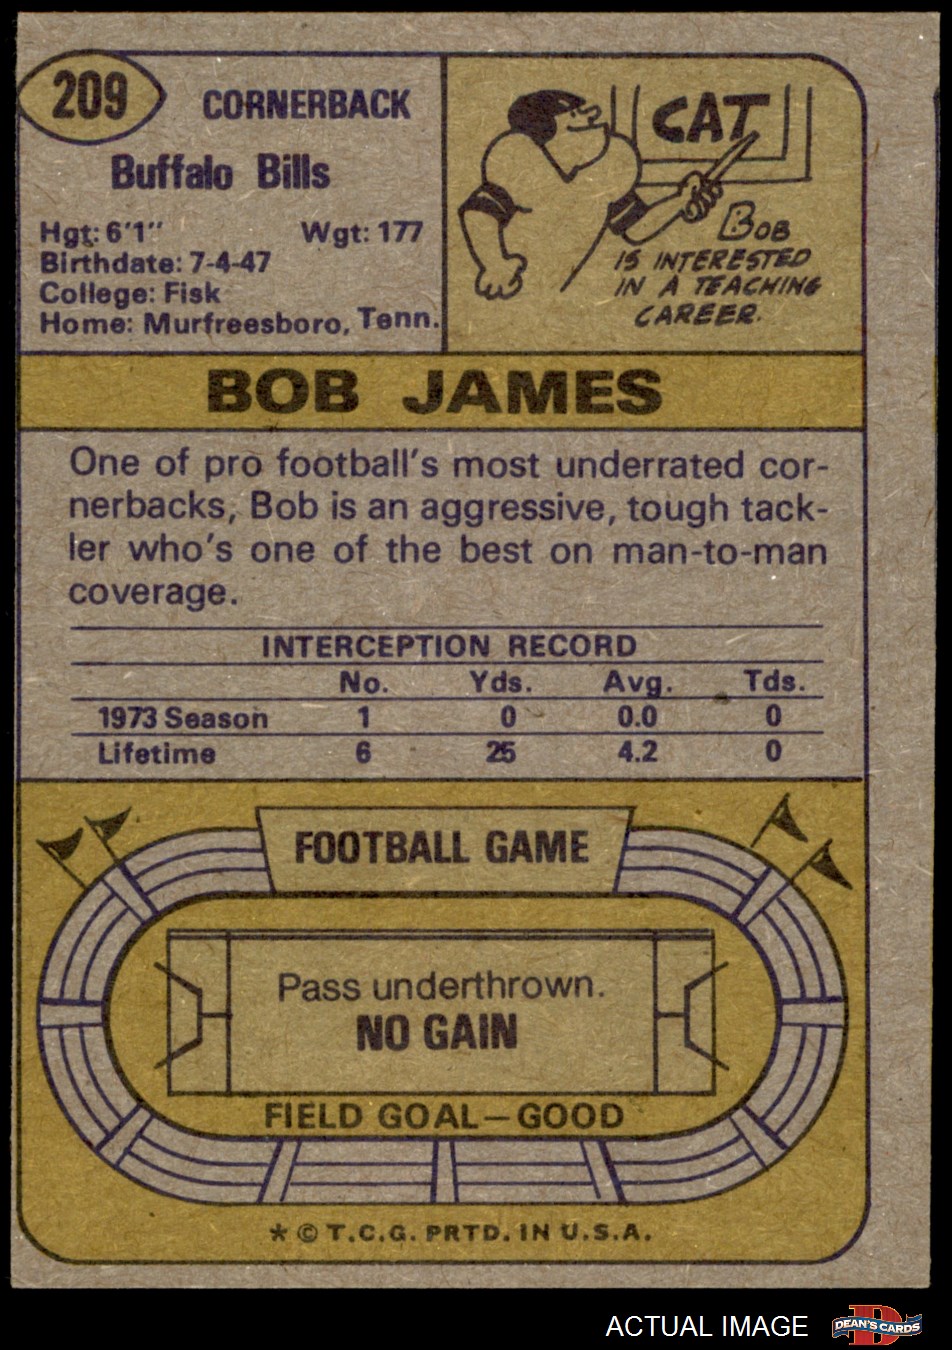 209
CORNERBACK
Buffalo Bills
Hgt: 6'1" Wgt: 177
Birthdate: 7-4-47
College: Fisk
Home: Murfreesboro, Tenn.
CAT
BOB
IS INTERESTED
IN A TEACHING
CAREER.
BOB JAMES
One of pro football's most underrated cor-
nerbacks, Bob is an aggressive, tough tack-
ler who's one of the best on man-to-man
coverage.
INTERCEPTION RECORD
No. Yds. Avg. Tds.
1973 Season 1 0 0.0 0
Lifetime 6 25 4.2 0
FOOTBALL GAME
Pass underthrown.
NO GAIN
FIELD GOAL—GOOD
* © T.C.G. PRTD. IN U.S.A.
ACTUAL IMAGE
D
DEAN'S CARDS